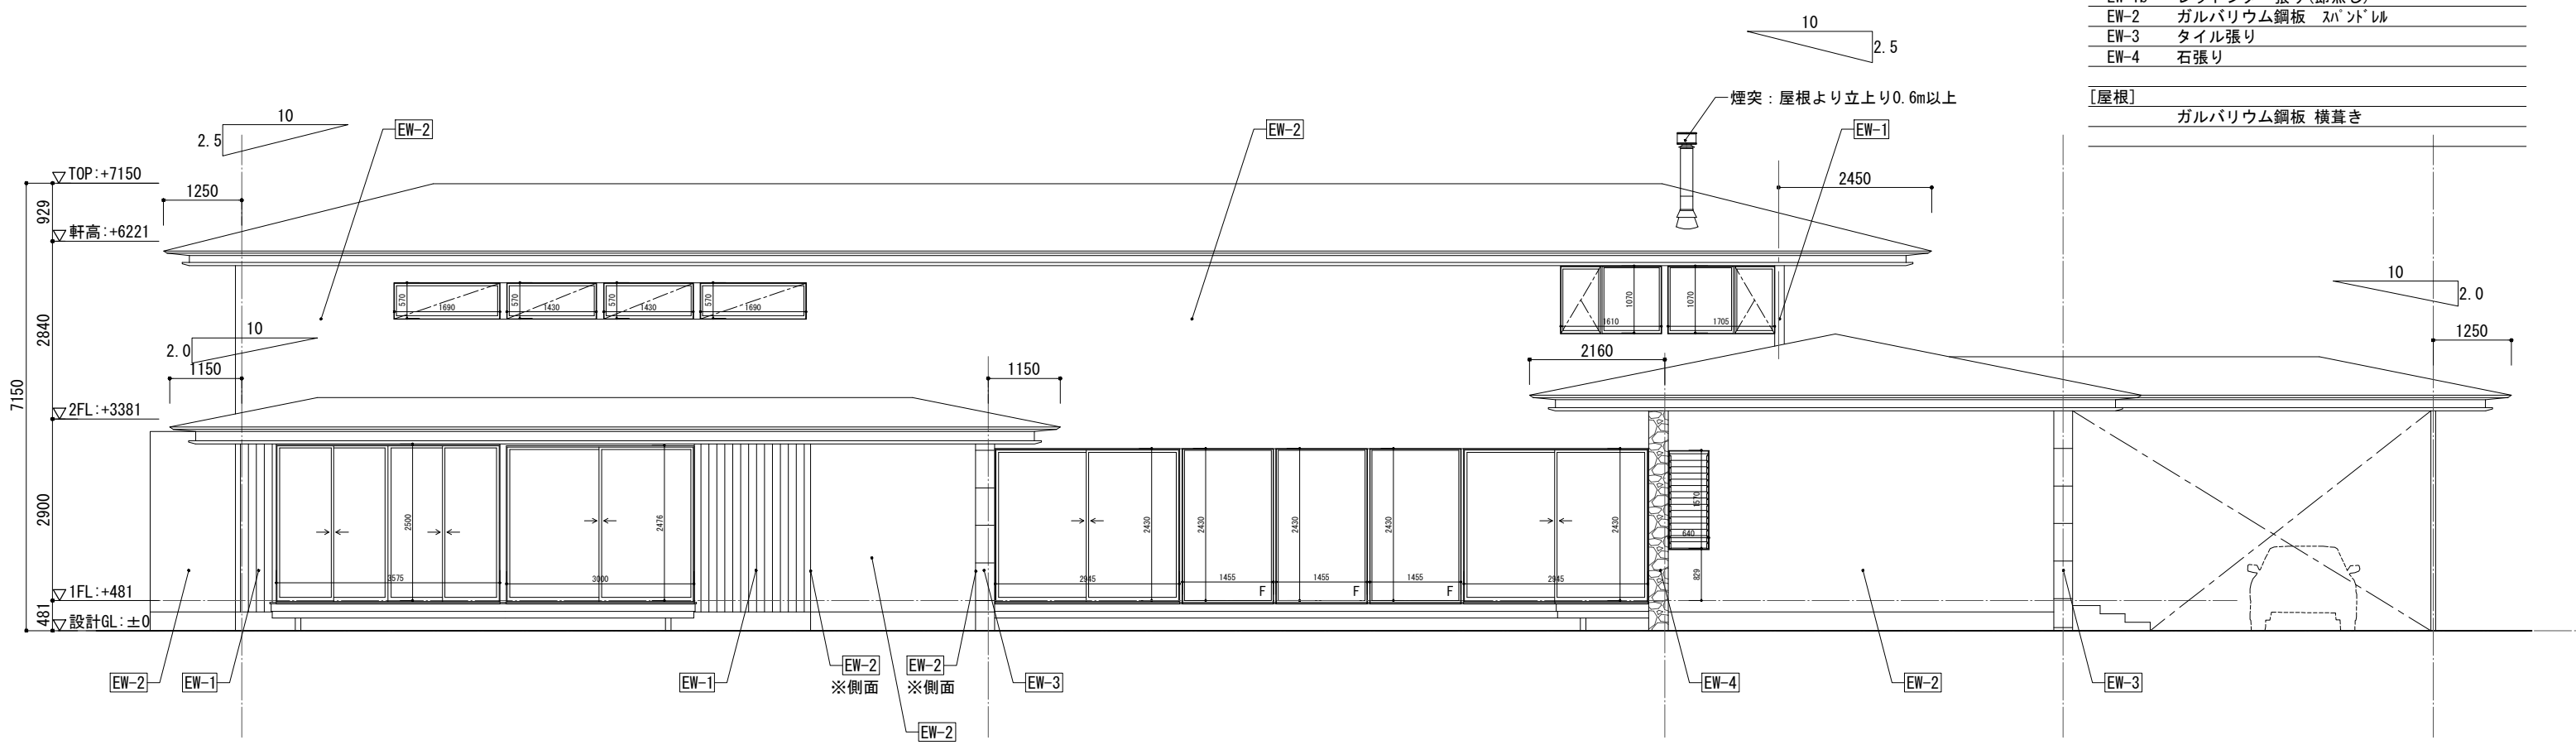 EW-2 ガルバリウム鋼板 ｽﾊﾟﾝﾄﾞﾚﾙ
EW-3 タイル張り
EW-4 石張り
[屋根]
ガルバリウム鋼板 横葺き
10
2.5
煙突：屋根より立上り0.6m以上
10
2.5
EW-2
EW-2
EW-1
▽TOP:+7150
1250
2450
929
▽軒高:+6221
10
2.0
570
1690
570
1430
570
1430
570
1690
1070
1610
1070
1705
2840
10
2.0
1150
1150
2160
1250
7150
▽2FL:+3381
2900
2500
3575
2476
3000
2430
2945
2430
1455
F
2430
1455
F
2430
1455
F
2430
2945
1570
640
829
▽1FL:+481
481
▽設計GL:±0
EW-2
EW-1
EW-1
EW-2
※側面
EW-2
※側面
EW-3
EW-4
EW-2
EW-3
EW-2